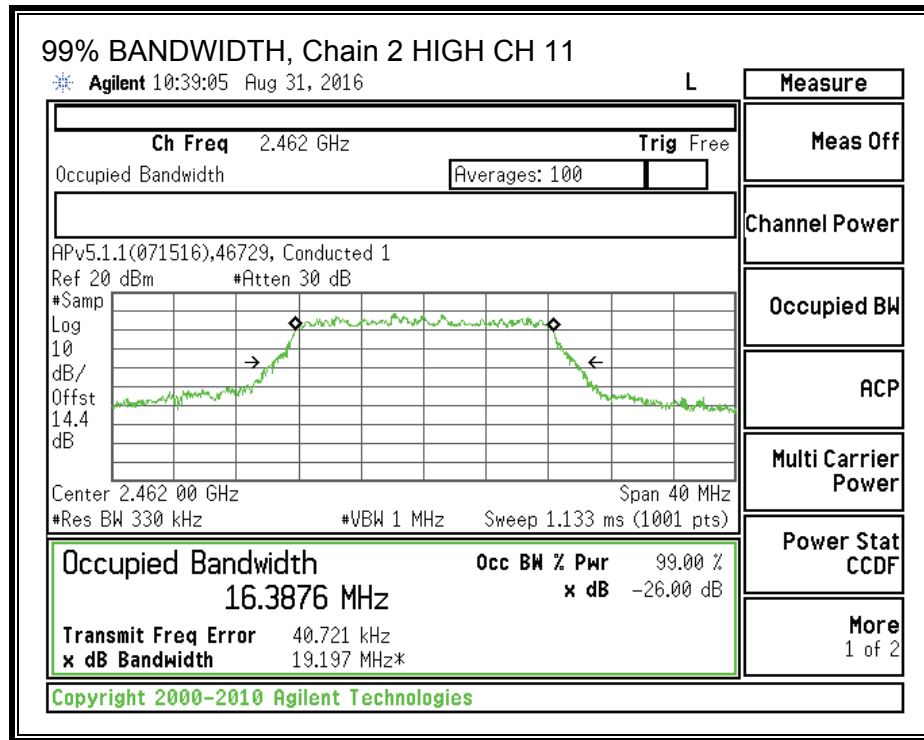 99% BANDWIDTH, Chain 2 HIGH CH 11
Agilent 10:39:05 Aug 31, 2016 L
Measure
Ch Freq 2.462 GHz Trig Free
Occupied Bandwidth Averages: 100
Meas Off
Channel Power
Occupied BW
ACP
Multi Carrier
Power
Power Stat
CCDF
More
1 of 2
APv5.1.1(071516),46729, Conducted 1
Ref 20 dBm #Atten 30 dB
#Samp
Log
10
dB/
Offst
14.4
dB
Center 2.462 00 GHz Span 40 MHz
#Res BW 330 kHz #VBW 1 MHz Sweep 1.133 ms (1001 pts)
Occupied Bandwidth Occ BW % Pwr 99.00 %
16.3876 MHz x dB -26.00 dB
Transmit Freq Error 40.721 kHz
x dB Bandwidth 19.197 MHz*
Copyright 2000-2010 Agilent Technologies